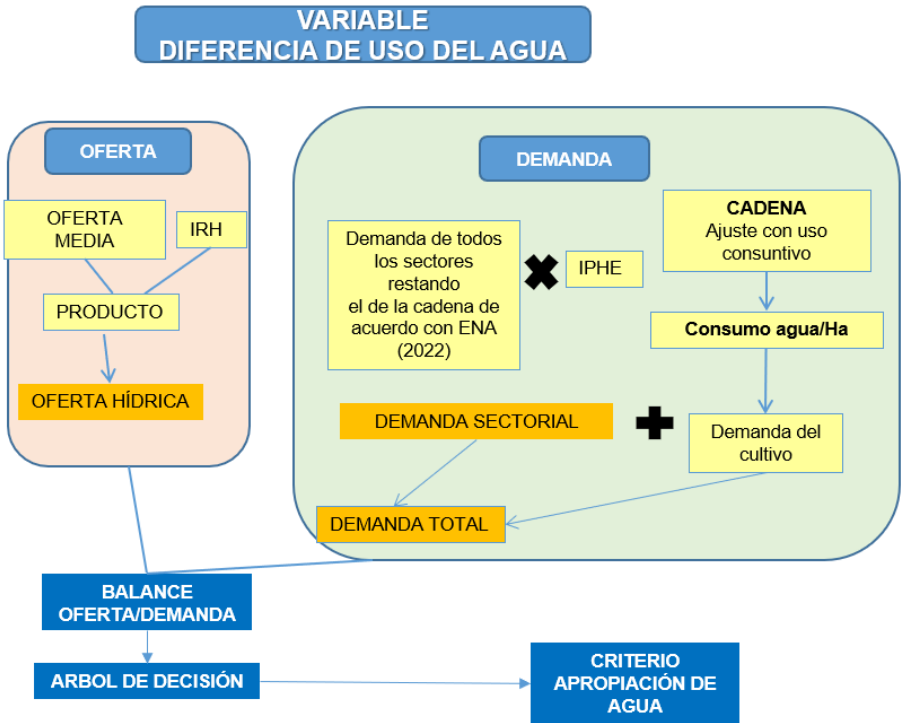 VARIABLE
DIFERENCIA DE USO DEL AGUA
OFERTA
OFERTA
MEDIA
IRH
PRODUCTO
OFERTA HÍDRICA
DEMANDA
Demanda de todos
los sectores
restando
el de la cadena de
acuerdo con ENA
(2022)
IPHE
CADENA
Ajuste con uso
consuntivo
Consumo agua/Ha
DEMANDA SECTORIAL
Demanda del
cultivo
DEMANDA TOTAL
BALANCE
OFERTA/DEMANDA
ARBOL DE DECISIÓN
CRITERIO
APROPIACIÓN DE
AGUA